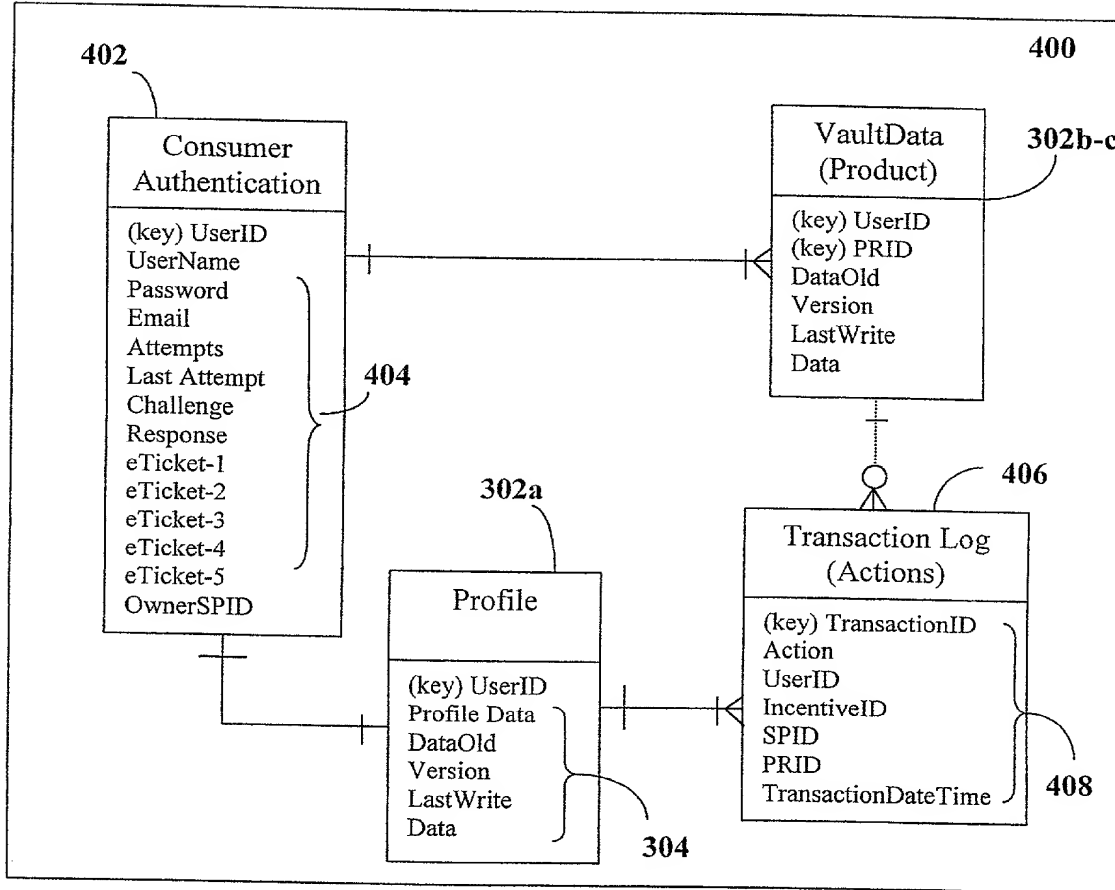 400
402
Consumer
Authentication
(key) UserID
UserName
Password
Email
Attempts
Last Attempt
Challenge
Response
eTicket-1
eTicket-2
eTicket-3
eTicket-4
eTicket-5
OwnerSPID
404
VaultData
(Product)
302b-c
(key) UserID
(key) PRID
DataOld
Version
LastWrite
Data
302a
Profile
(key) UserID
Profile Data
DataOld
Version
LastWrite
Data
304
406
Transaction Log
(Actions)
(key) TransactionID
Action
UserID
IncentiveID
SPID
PRID
TransactionDateTime
408